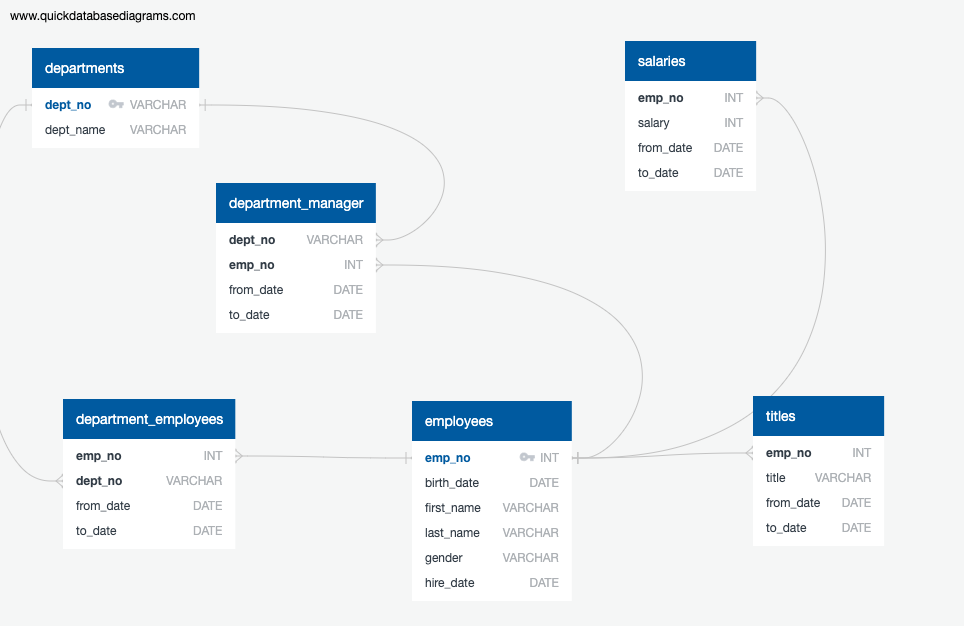 www.quickdatabasediagrams.com
departments
dept_no VARCHAR
dept_name VARCHAR
salaries
emp_no INT
salary INT
from_date DATE
to_date DATE
department_manager
dept_no VARCHAR
emp_no INT
from_date DATE
to_date DATE
department_employees
emp_no INT
dept_no VARCHAR
from_date DATE
to_date DATE
employees
emp_no INT
birth_date DATE
first_name VARCHAR
last_name VARCHAR
gender VARCHAR
hire_date DATE
titles
emp_no INT
title VARCHAR
from_date DATE
to_date DATE